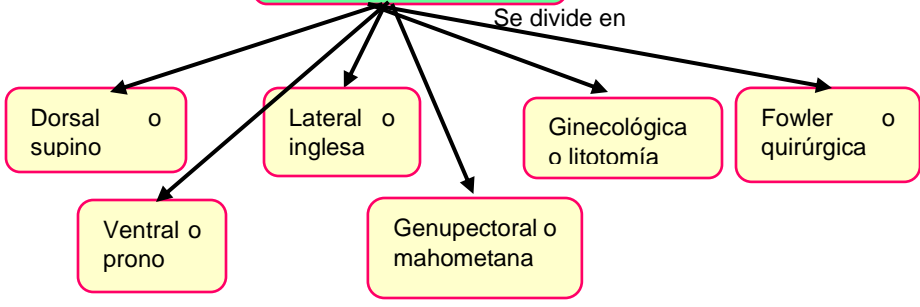 Se divide en
Dorsal o
supino
Lateral o
inglesa
Ginecológica
o litotomía
Fowler o
quirúrgica
Ventral o
prono
Genupectoral o
mahometana